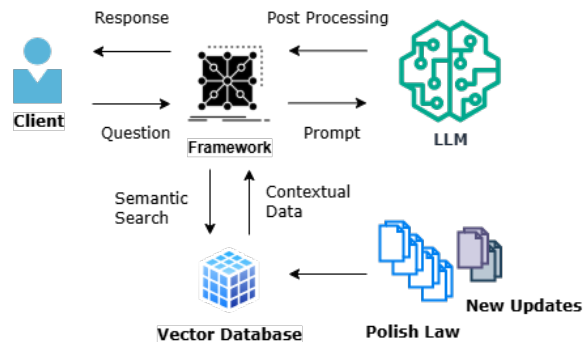 Response
Post Processing
Client
Question
Framework
Prompt
LLM
Semantic
Search
Contextual
Data
New Updates
Vector Database
Polish Law